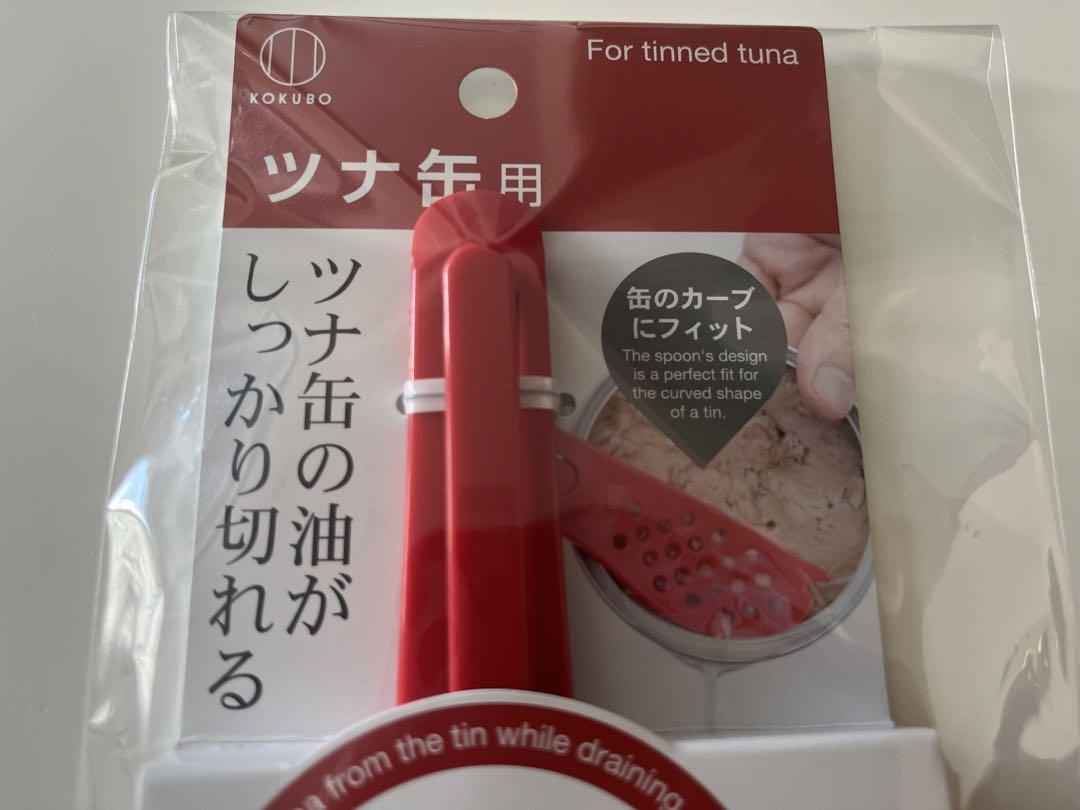 KOKUBO
For tinned tuna
ツナ缶用
ツナ缶の油が
しっかり切れる
缶のカーブ
にフィット
The spoon's design
is a perfect fit for
the curved shape
of a tin.
from the tin while draining